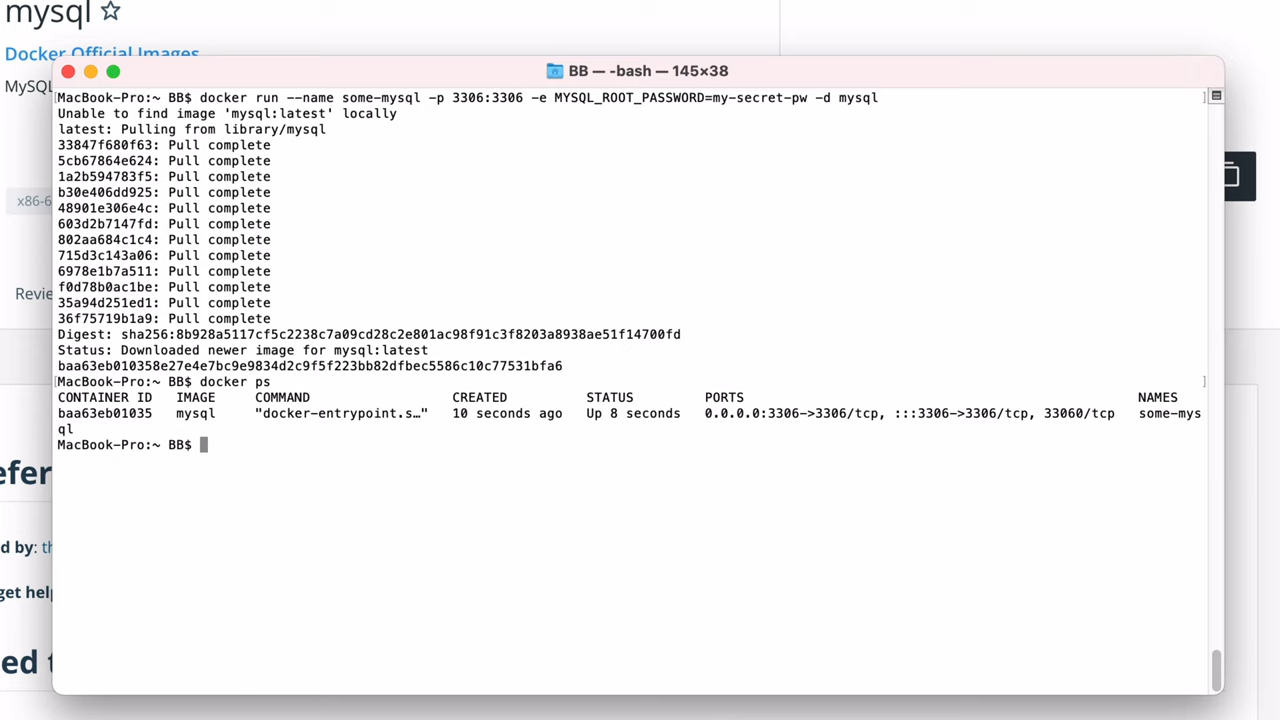 mysql
Docker Official Images
MySQL
BB — -bash — 145×38
MacBook-Pro:~ BB$ docker run --name some-mysql -p 3306:3306 -e MYSQL_ROOT_PASSWORD=my-secret-pw -d mysql
Unable to find image 'mysql:latest' locally
latest: Pulling from library/mysql
33847f680f63: Pull complete
5cb67864e624: Pull complete
1a2b594783f5: Pull complete
b30e406dd925: Pull complete
48901e306e4c: Pull complete
603d2b7147fd: Pull complete
802aa684c1c4: Pull complete
715d3c143a06: Pull complete
6978e1b7a511: Pull complete
f0d78b0ac1be: Pull complete
35a94d251ed1: Pull complete
36f75719b1a9: Pull complete
Digest: sha256:8b928a5117cf5c2238c7a09cd28c2e801ac98f91c3f8203a8938ae51f14700fd
Status: Downloaded newer image for mysql:latest
baa63eb010358e27e4e7bc9e9834d2c9f5f223bb82dfbec5586c10c77531bfa6
MacBook-Pro:~ BB$ docker ps
CONTAINER ID IMAGE COMMAND CREATED STATUS PORTS NAMES
baa63eb01035 mysql "docker-entrypoint.s…" 10 seconds ago Up 8 seconds 0.0.0.0:3306->3306/tcp, :::3306->3306/tcp, 33060/tcp some-mys
ql
MacBook-Pro:~ BB$
x86-6
Revie
efer
d by: th
get help
ed t